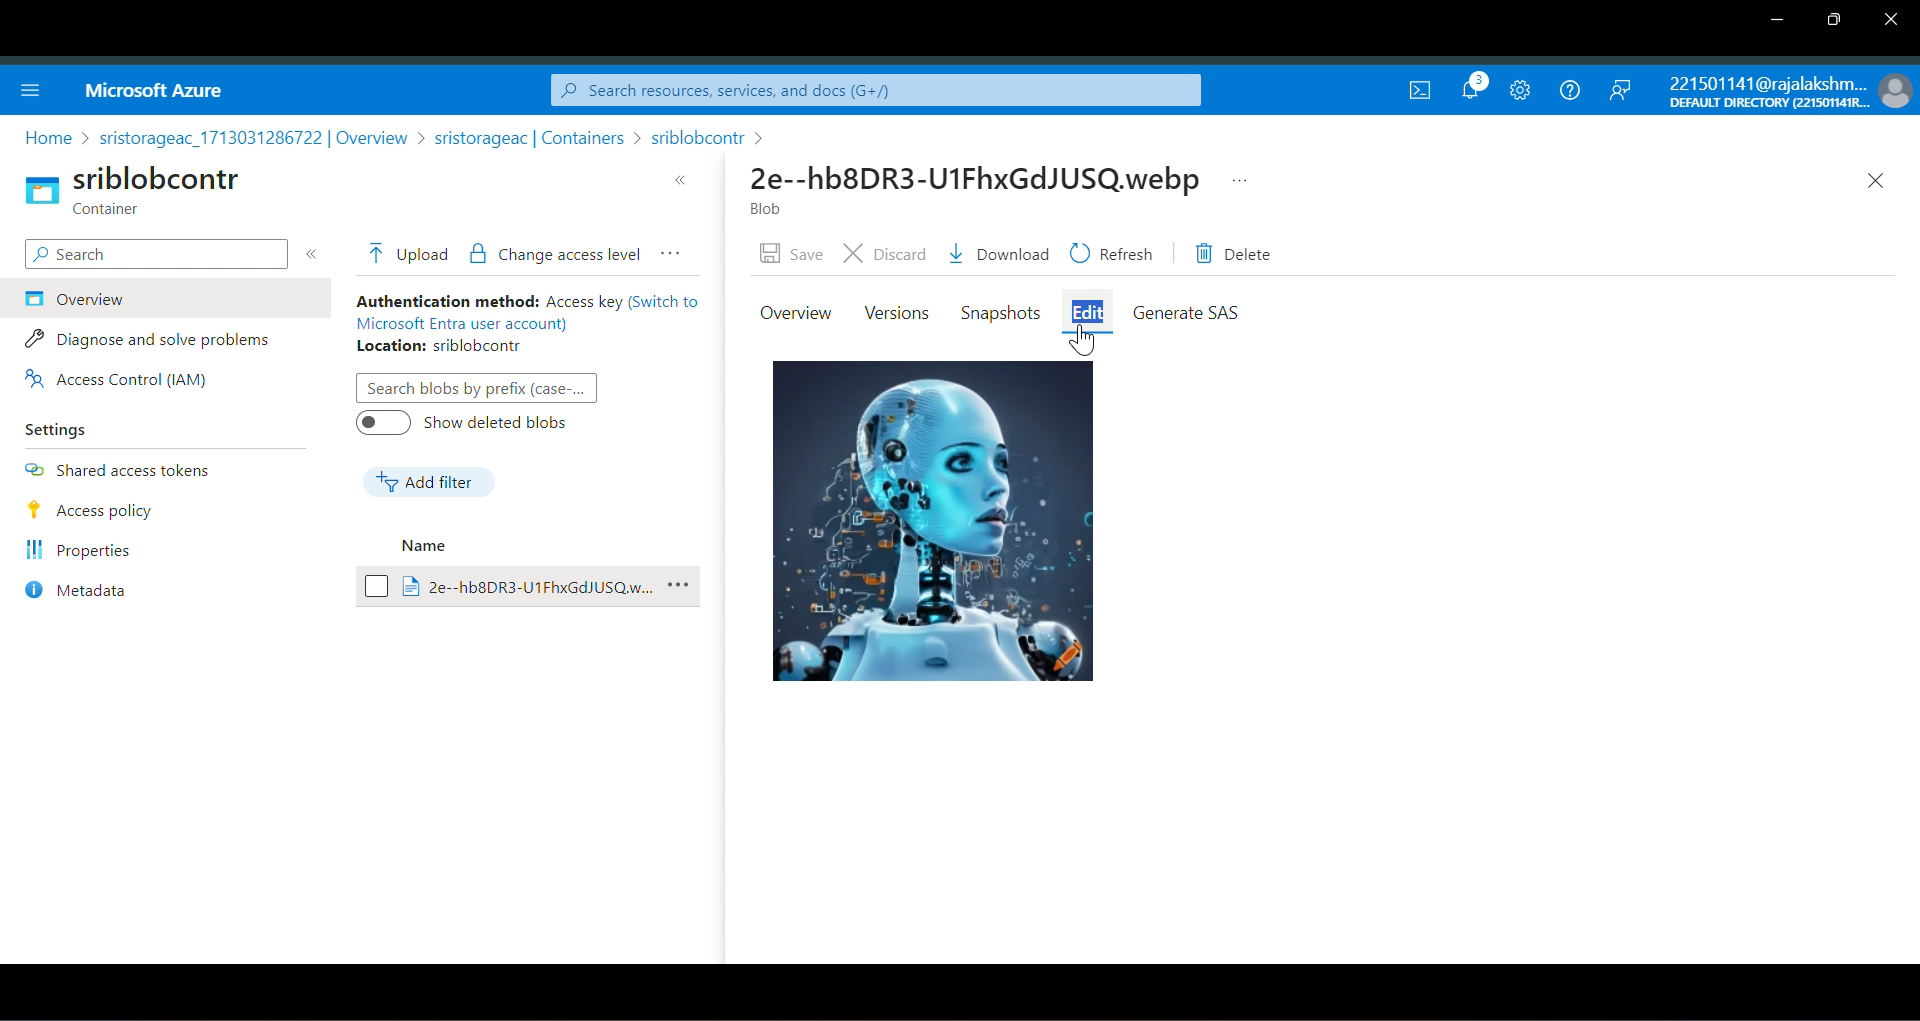 Microsoft Azure
Search resources, services, and docs (G+/)
3
221501141@rajalakshm...
DEFAULT DIRECTORY (221501141R...
Home > sristorageac_1713031286722 | Overview > sristorageac | Containers > sriblobcontr >
sriblobcontr
Container
«
Search
«
Overview
Diagnose and solve problems
Access Control (IAM)
Settings
Shared access tokens
Access policy
Properties
Metadata
Upload
Change access level
...
Authentication method: Access key (Switch to
Microsoft Entra user account)
Location: sriblobcontr
Search blobs by prefix (case-...
Show deleted blobs
Add filter
Name
2e--hb8DR3-U1FhxGdJUSQ.w...
...
2e--hb8DR3-U1FhxGdJUSQ.webp ...
Blob
Save
Discard
Download
Refresh
Delete
Overview
Versions
Snapshots
Edit
Generate SAS